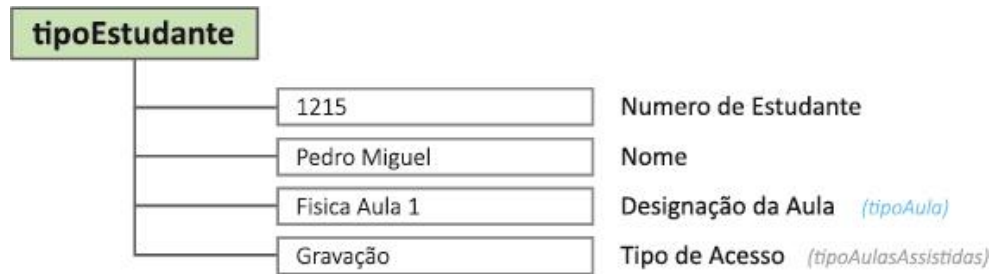 tipoEstudante
1215 Numero de Estudante
Pedro Miguel Nome
Fisica Aula 1 Designação da Aula (tipoAula)
Gravação Tipo de Acesso (tipoAulasAssistidas)